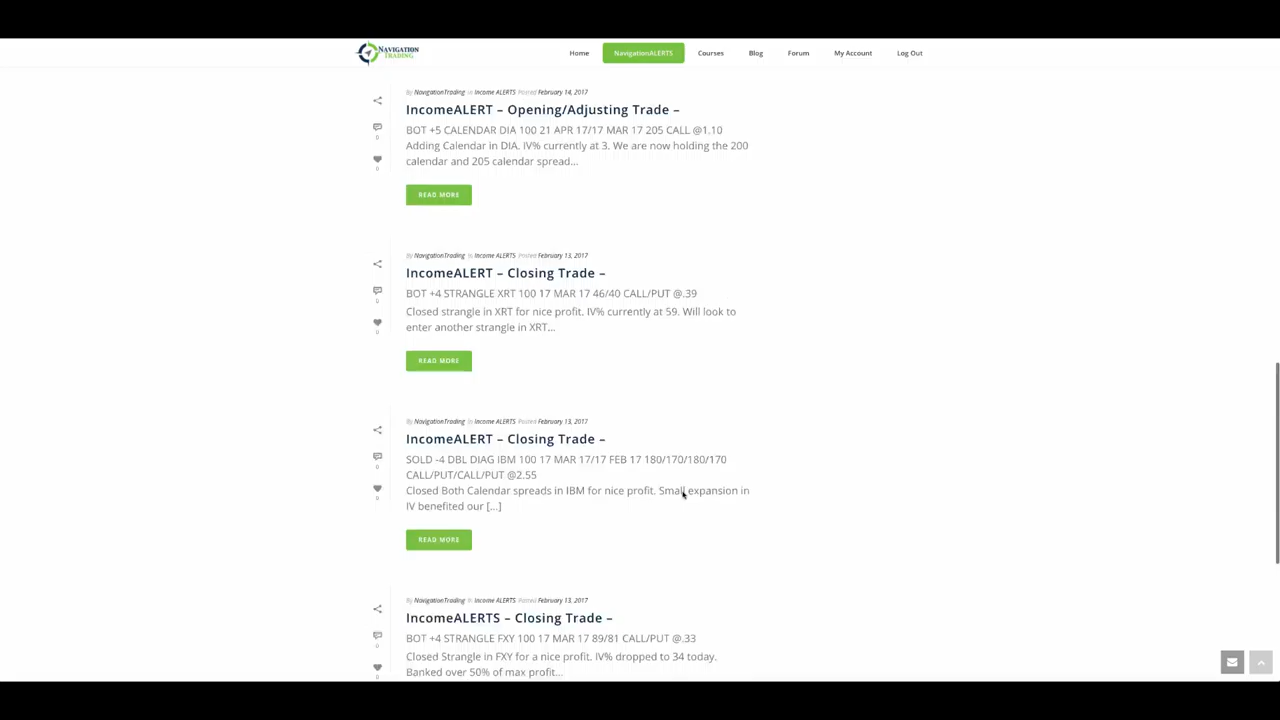 NAVIGATION
TRADING
Home
NavigationALERTS
Courses
Blog
Forum
My Account
Log Out
By NavigationTrading In Income ALERTS Posted February 14, 2017
IncomeALERT – Opening/Adjusting Trade –
BOT +5 CALENDAR DIA 100 21 APR 17/17 MAR 17 205 CALL @1.10
Adding Calendar in DIA. IV% currently at 3. We are now holding the 200
calendar and 205 calendar spread...
0
0
READ MORE
By NavigationTrading In Income ALERTS Posted February 13, 2017
IncomeALERT – Closing Trade –
BOT +4 STRANGLE XRT 100 17 MAR 17 46/40 CALL/PUT @.39
Closed strangle in XRT for nice profit. IV% currently at 59. Will look to
enter another strangle in XRT...
0
0
READ MORE
By NavigationTrading In Income ALERTS Posted February 13, 2017
IncomeALERT – Closing Trade –
SOLD -4 DBL DIAG IBM 100 17 MAR 17/17 FEB 17 180/170/180/170
CALL/PUT/CALL/PUT @2.55
Closed Both Calendar spreads in IBM for nice profit. Small expansion in
IV benefited our [...]
0
0
READ MORE
By NavigationTrading In Income ALERTS Posted February 13, 2017
IncomeALERTS – Closing Trade –
BOT +4 STRANGLE FXY 100 17 MAR 17 89/81 CALL/PUT @.33
Closed Strangle in FXY for a nice profit. IV% dropped to 34 today.
Banked over 50% of max profit...
0
0